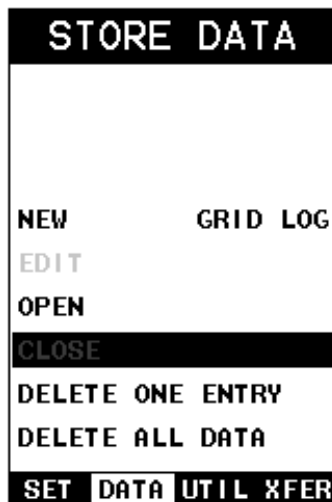 STORE DATA
NEW GRID LOG
EDIT
OPEN
CLOSE
DELETE ONE ENTRY
DELETE ALL DATA
SET DATA UTIL XFER